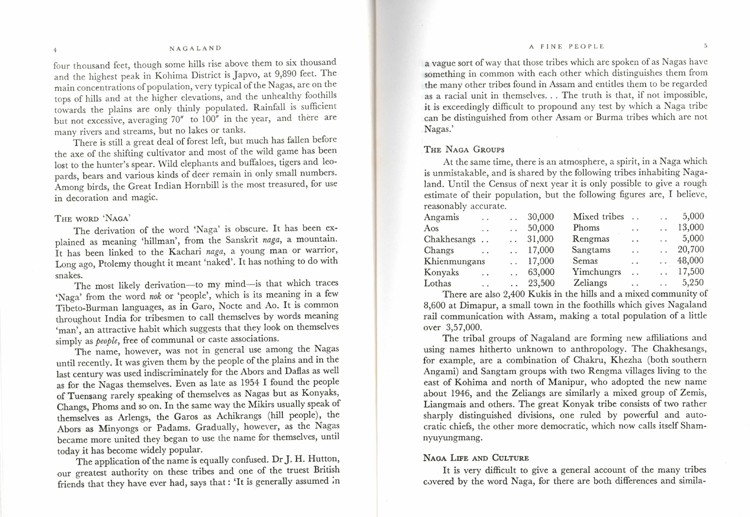 4 NAGALAND
four thousand feet, though some hills rise above them to six thousand
and the highest peak in Kohima District is Japvo, at 9,890 feet. The
main concentrations of population, very typical of the Nagas, are on the
tops of hills and at the higher elevations, and the unhealthy foothills
towards the plains are only thinly populated. Rainfall is sufficient
but not excessive, averaging 70″ to 100″ in the year, and there are
many rivers and streams, but no lakes or tanks.
There is still a great deal of forest left, but much has fallen before
the axe of the shifting cultivator and most of the wild game has been
lost to the hunter's spear. Wild elephants and buffaloes, tigers and leo-
pards, bears and various kinds of deer remain in only small numbers.
Among birds, the Great Indian Hornbill is the most treasured, for use
in decoration and magic.
THE WORD 'NAGA'
The derivation of the word 'Naga' is obscure. It has been ex-
plained as meaning 'hillman', from the Sanskrit naga, a mountain.
It has been linked to the Kachari naga, a young man or warrior.
Long ago, Ptolemy thought it meant 'naked'. It has nothing to do with
snakes.
The most likely derivation—to my mind—is that which traces
'Naga' from the word nok or 'people', which is its meaning in a few
Tibeto-Burman languages, as in Garo, Nocte and Ao. It is common
throughout India for tribesmen to call themselves by words meaning
'man', an attractive habit which suggests that they look on themselves
simply as people, free of communal or caste associations.
The name, however, was not in general use among the Nagas
until recently. It was given them by the people of the plains and in the
last century was used indiscriminately for the Abors and Daflas as well
as for the Nagas themselves. Even as late as 1954 I found the people
of Tuensang rarely speaking of themselves as Nagas but as Konyaks,
Changs, Phoms and so on. In the same way the Mikirs usually speak of
themselves as Arlengs, the Garos as Achikrangs (hill people), the
Abors as Minyongs or Padams. Gradually, however, as the Nagas
became more united they began to use the name for themselves, until
today it has become widely popular.
The application of the name is equally confused. Dr J. H. Hutton,
our greatest authority on these tribes and one of the truest British
friends that they have ever had, says that : 'It is generally assumed in
A FINE PEOPLE 5
a vague sort of way that those tribes which are spoken of as Nagas have
something in common with each other which distinguishes them from
the many other tribes found in Assam and entitles them to be regarded
as a racial unit in themselves. . . The truth is that, if not impossible,
it is exceedingly difficult to propound any test by which a Naga tribe
can be distinguished from other Assam or Burma tribes which are not
Nagas.'
THE NAGA GROUPS
At the same time, there is an atmosphere, a spirit, in a Naga which
is unmistakable, and is shared by the following tribes inhabiting Naga-
land. Until the Census of next year it is only possible to give a rough
estimate of their population, but the following figures are, I believe,
reasonably accurate.
Angamis .. .. 30,000 Mixed tribes .. .. 5,000
Aos .. .. 50,000 Phoms .. .. 13,000
Chakhesangs .. .. 31,000 Rengmas .. .. 5,000
Changs .. .. 17,000 Sangtams .. .. 20,700
Khienmungans .. .. 17,000 Semas .. .. 48,000
Konyaks .. .. 63,000 Yimchungrs .. .. 17,500
Lothas .. .. 23,500 Zeliangs .. .. 5,250
There are also 2,400 Kukis in the hills and a mixed community of
8,600 at Dimapur, a small town in the foothills which gives Nagaland
rail communication with Assam, making a total population of a little
over 3,57,000.
The tribal groups of Nagaland are forming new affiliations and
using names hitherto unknown to anthropology. The Chakhesangs,
for example, are a combination of Chakru, Khezha (both southern
Angami) and Sangtam groups with two Rengma villages living to the
east of Kohima and north of Manipur, who adopted the new name
about 1946, and the Zeliangs are similarly a mixed group of Zemis,
Liangmais and others. The great Konyak tribe consists of two rather
sharply distinguished divisions, one ruled by powerful and auto-
cratic chiefs, the other more democratic, which now calls itself Sham-
nyuyungmang.
NAGA LIFE AND CULTURE
It is very difficult to give a general account of the many tribes
covered by the word Naga, for there are both differences and simila-